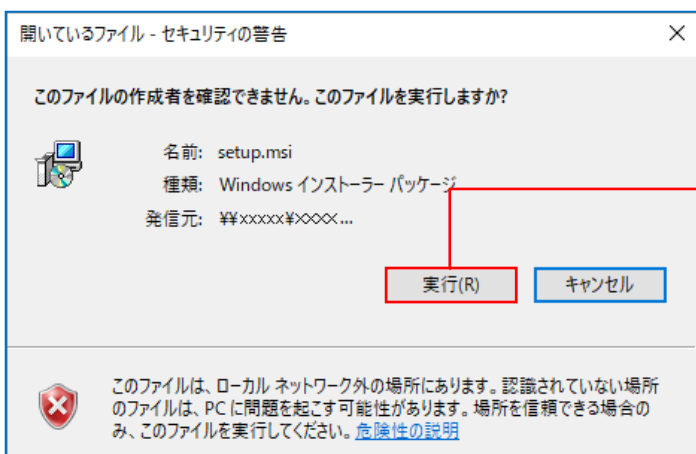 開いているファイル - セキュリティの警告
このファイルの作成者を確認できません。このファイルを実行しますか?
名前: setup.msi
種類: Windows インストーラー パッケージ
発信元: ¥¥xxxxx¥xxxx...
実行(R) キャンセル
このファイルは、ローカル ネットワーク外の場所にあります。認識されていない場所
のファイルは、PC に問題を起こす可能性があります。場所を信頼できる場合の
み、このファイルを実行してください。危険性の説明